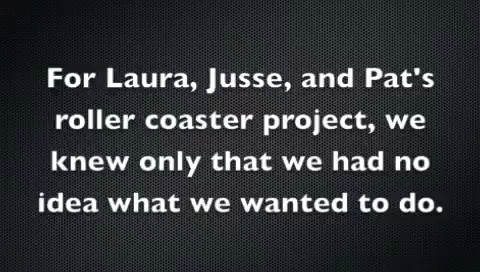 For Laura, Jusse, and Pat's
roller coaster project, we
knew only that we had no
idea what we wanted to do.